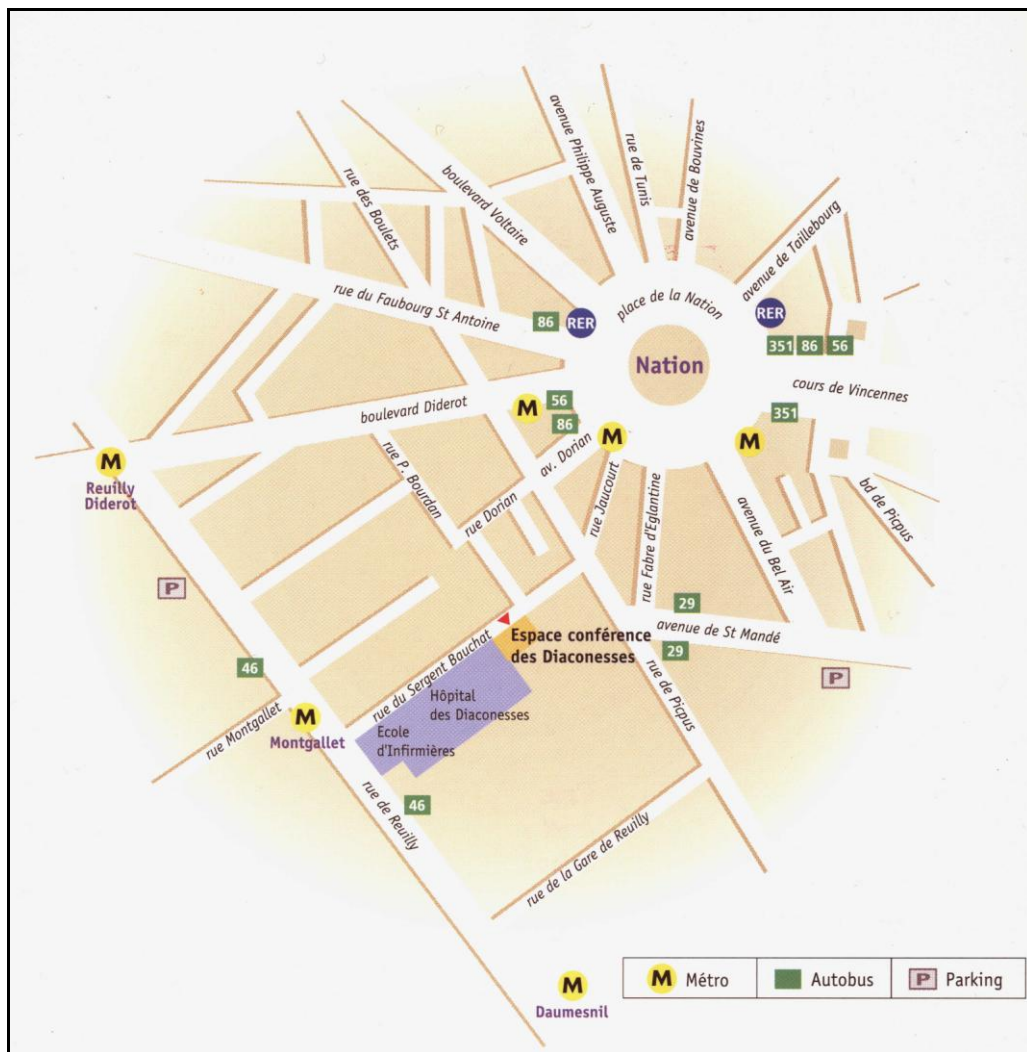 avenue Philippe Auguste
rue de Tunis
avenue de Bouvines
boulevard Voltaire
rue des Boulets
avenue de Taillebourg
rue du Faubourg St Antoine
place de la Nation
86
RER
RER
351
86
56
Nation
cours de Vincennes
boulevard Diderot
56
86
351
M
M
M
av. Dorian
M
Reuilly
Diderot
rue P. Bourdan
rue Dorian
rue Jaucourt
rue Fabre d'Eglantine
avenue du Bel Air
bd de Picpus
P
29
avenue de St Mandé
29
Espace conférence
des Diaconesses
rue du Sergent Bauchat
46
rue de Picpus
P
Hôpital
des Diaconesses
rue Montgallet
M
Montgallet
Ecole
d'Infirmières
46
rue de Reuilly
rue de la Gare de Reuilly
M
Daumesnil
M Métro
Autobus
P Parking